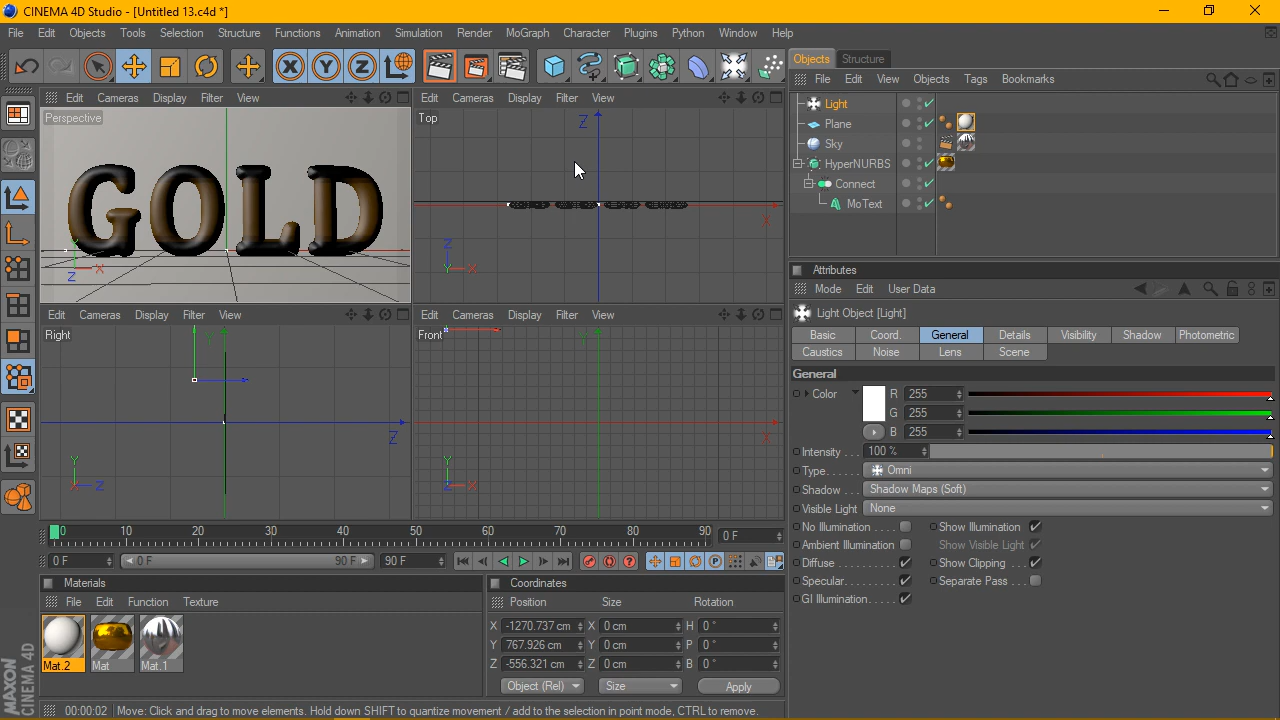 CINEMA 4D Studio - [Untitled 13.c4d *]
File Edit Objects Tools Selection Structure Functions Animation Simulation Render MoGraph Character Plugins Python Window Help
Objects Structure
File Edit View Objects Tags Bookmarks
Edit Cameras Display Filter View
Perspective
GOLD
Z X
Edit Cameras Display Filter View
Top
Z
X
Z
Y X
Light
Plane
Sky
HyperNURBS
Connect
MoText
Edit Cameras Display Filter View
Right
Y
Z
Y
X Z
Edit Cameras Display Filter View
Front
Y
X
Y
Z X
Attributes
Mode Edit User Data
Light Object [Light]
Basic Coord. General Details Visibility Shadow Photometric
Caustics Noise Lens Scene
General
Color R 255
G 255
B 255
Intensity . . . 100 %
Type. . . . . . Omni
Shadow . . . Shadow Maps (Soft)
Visible Light None
No Illumination . . . . Show Illumination
Ambient Illumination Show Visible Light
Diffuse . . . . . . . . . . Show Clipping . . .
Specular. . . . . . . . . Separate Pass . . .
GI Illumination. . . . .
0 10 20 30 40 50 60 70 80 90 0 F
0 F 0 F 90 F 90 F
Materials
File Edit Function Texture
Mat.2 Mat Mat.1
Coordinates
Position Size Rotation
X -1270.737 cm X 0 cm H 0 °
Y 767.926 cm Y 0 cm P 0 °
Z -556.321 cm Z 0 cm B 0 °
Object (Rel) Size Apply
MAXON
CINEMA 4D
00:00:02 Move: Click and drag to move elements. Hold down SHIFT to quantize movement / add to the selection in point mode, CTRL to remove.